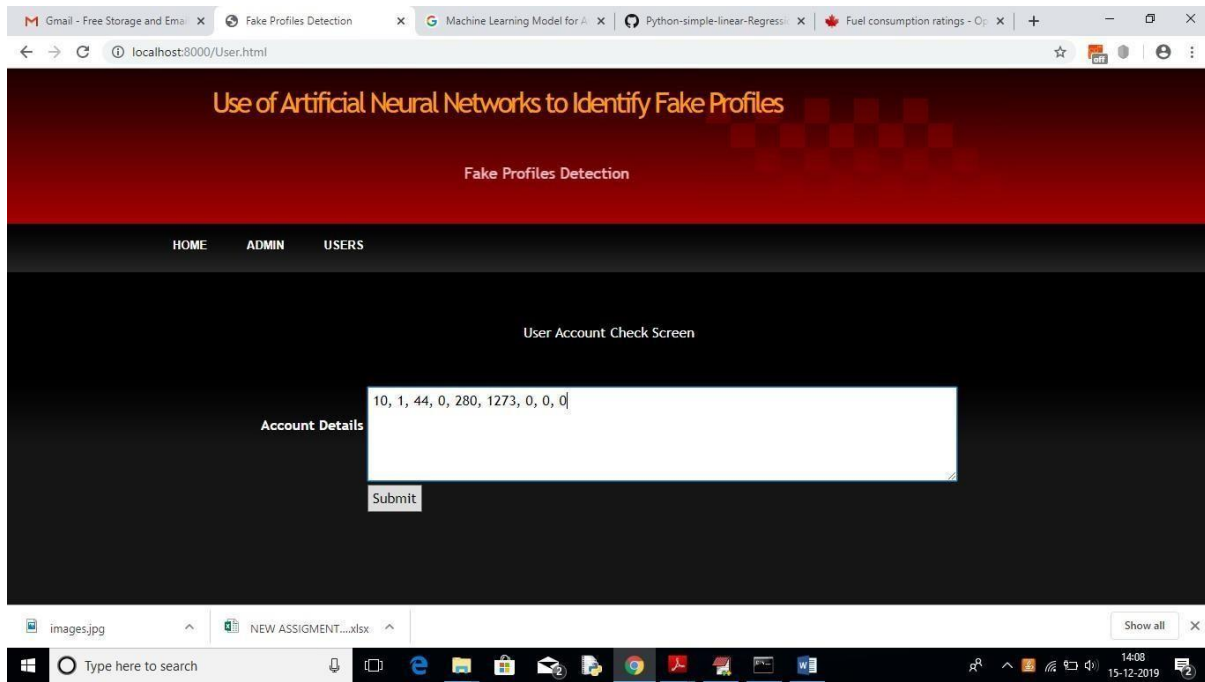 Gmail - Free Storage and Emai
Fake Profiles Detection
Machine Learning Model for A
Python-simple-linear-Regressi
Fuel consumption ratings - Op
localhost:8000/User.html
off
Use of Artificial Neural Networks to Identify Fake Profiles
Fake Profiles Detection
HOME ADMIN USERS
User Account Check Screen
10, 1, 44, 0, 280, 1273, 0, 0, 0
Account Details
Submit
images.jpg
NEW ASSIGMENT....xlsx
Show all
Type here to search
14:08
15-12-2019